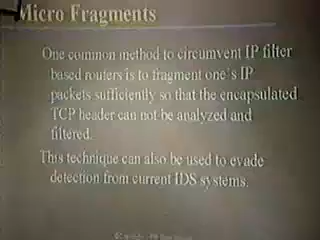 Micro Fragments
One common method to circumvent IP filter
based routers is to fragment one's IP
packets sufficiently so that the encapsulated
TCP header can not be analyzed and
filtered.
This technique can also be used to evade
detection from current IDS systems.